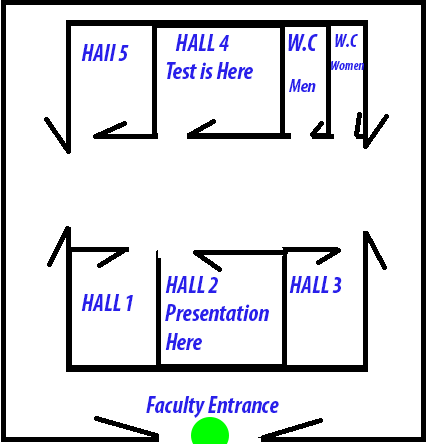 HAll 5
HALL 4
Test is Here
W.C
Men
W.C
Women
HALL 1
HALL 2
Presentation
Here
HALL 3
Faculty Entrance